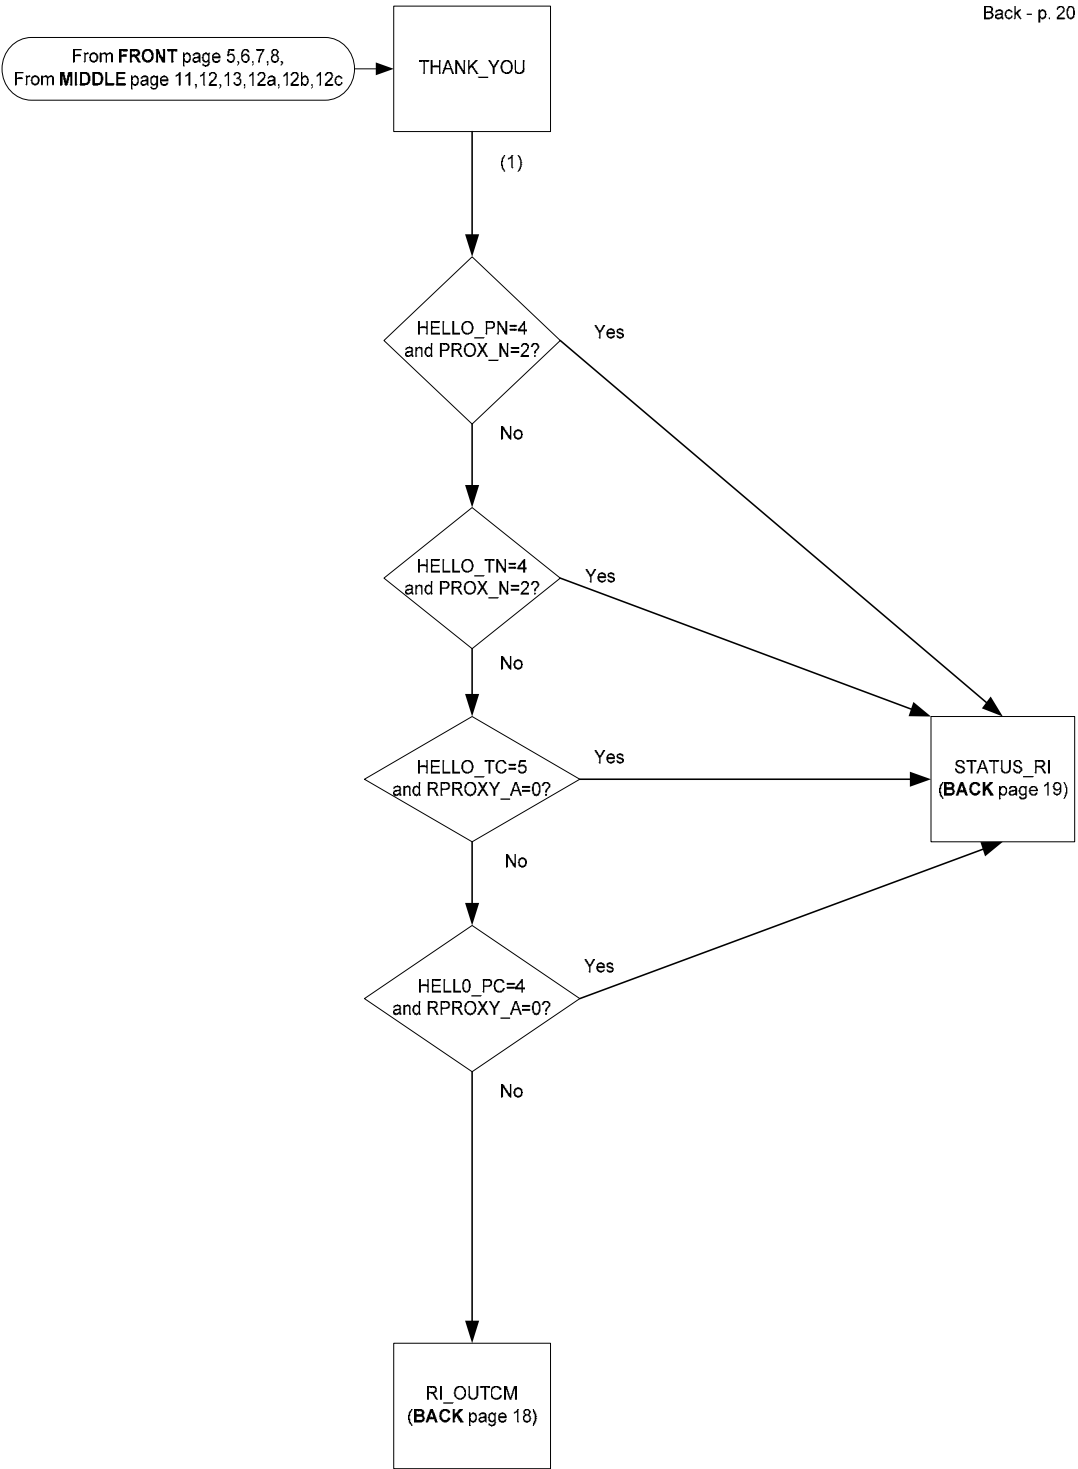 Back - p. 20
From FRONT page 5,6,7,8,
From MIDDLE page 11,12,13,12a,12b,12c
THANK_YOU
(1)
HELLO_PN=4
and PROX_N=2?
Yes
No
HELLO_TN=4
and PROX_N=2?
Yes
No
HELLO_TC=5
and RPROXY_A=0?
Yes
STATUS_RI
(BACK page 19)
No
HELL0_PC=4
and RPROXY_A=0?
Yes
No
RI_OUTCM
(BACK page 18)